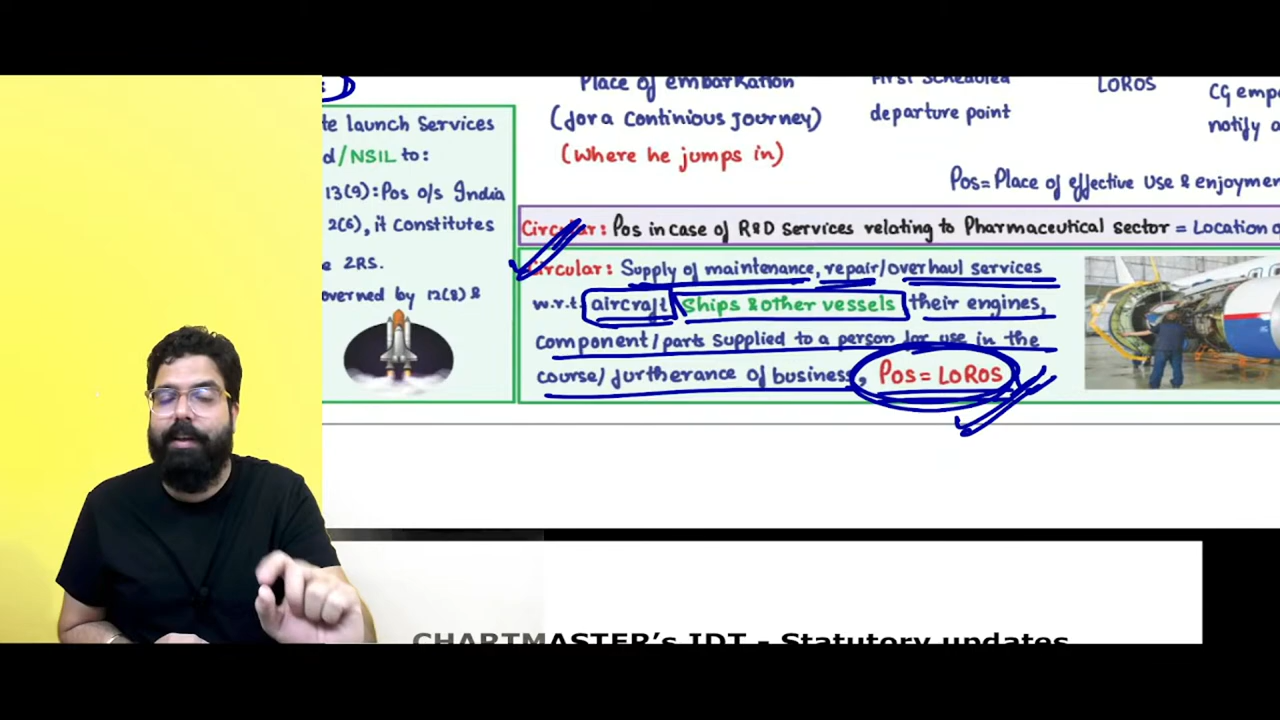 te launch Services
d/NSIL to:
13(9): Pos o/s India
2(6), it Constitutes
e 2RS.
overned by 12(8) &
Place of embarkation
(for a Continious Journey)
(Where he jumps in)
First Scheduled
departure point
LOROS
CG emp
notify a
Pos = Place of effective Use & enjoymen
Circular: Pos in case of R&D Services relating to Pharmaceutical sector = Location o
Circular: Supply of maintenance, repair/overhaul services
w.r.t. aircraft Ships & other vessels their engines,
component/parts supplied to a person for use in the
course/furtherance of business, Pos = LOROS
CHARTMASTER's IDT - Statutory updates